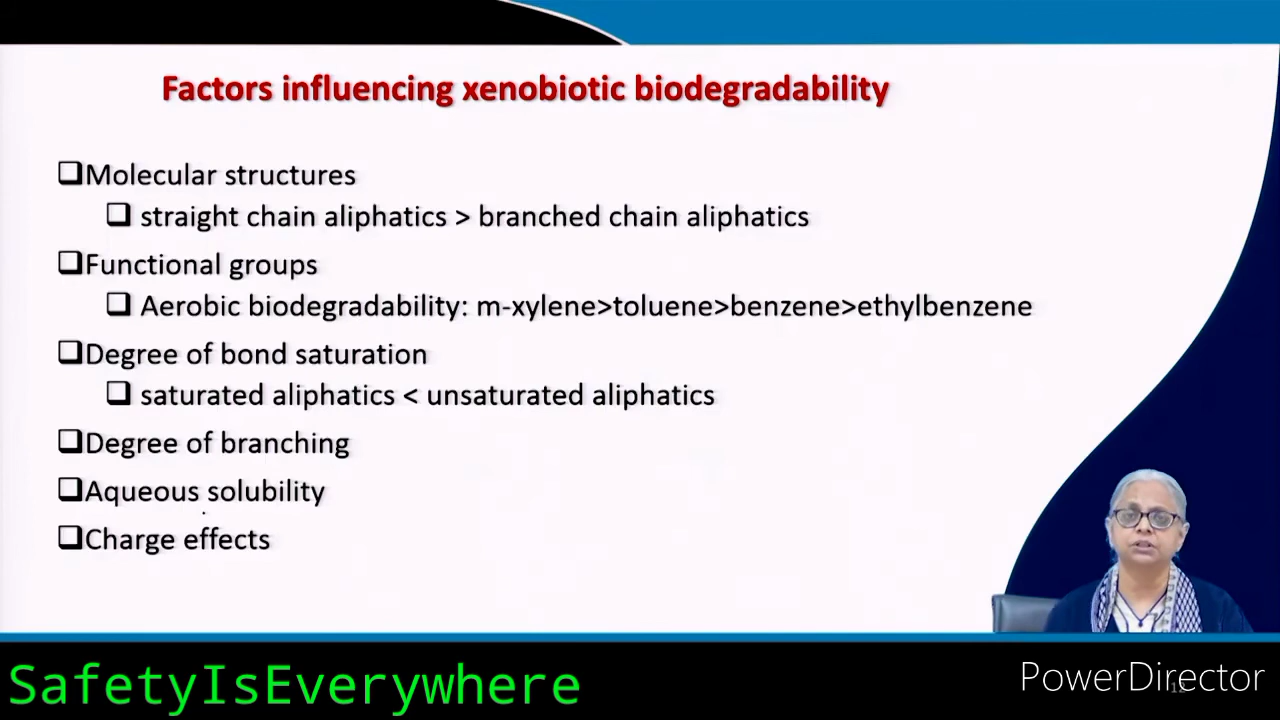 Factors influencing xenobiotic biodegradability
❑Molecular structures
❑ straight chain aliphatics > branched chain aliphatics
❑Functional groups
❑ Aerobic biodegradability: m-xylene>toluene>benzene>ethylbenzene
❑Degree of bond saturation
❑ saturated aliphatics < unsaturated aliphatics
❑Degree of branching
❑Aqueous solubility
❑Charge effects
SafetyIsEverywhere
PowerDirector